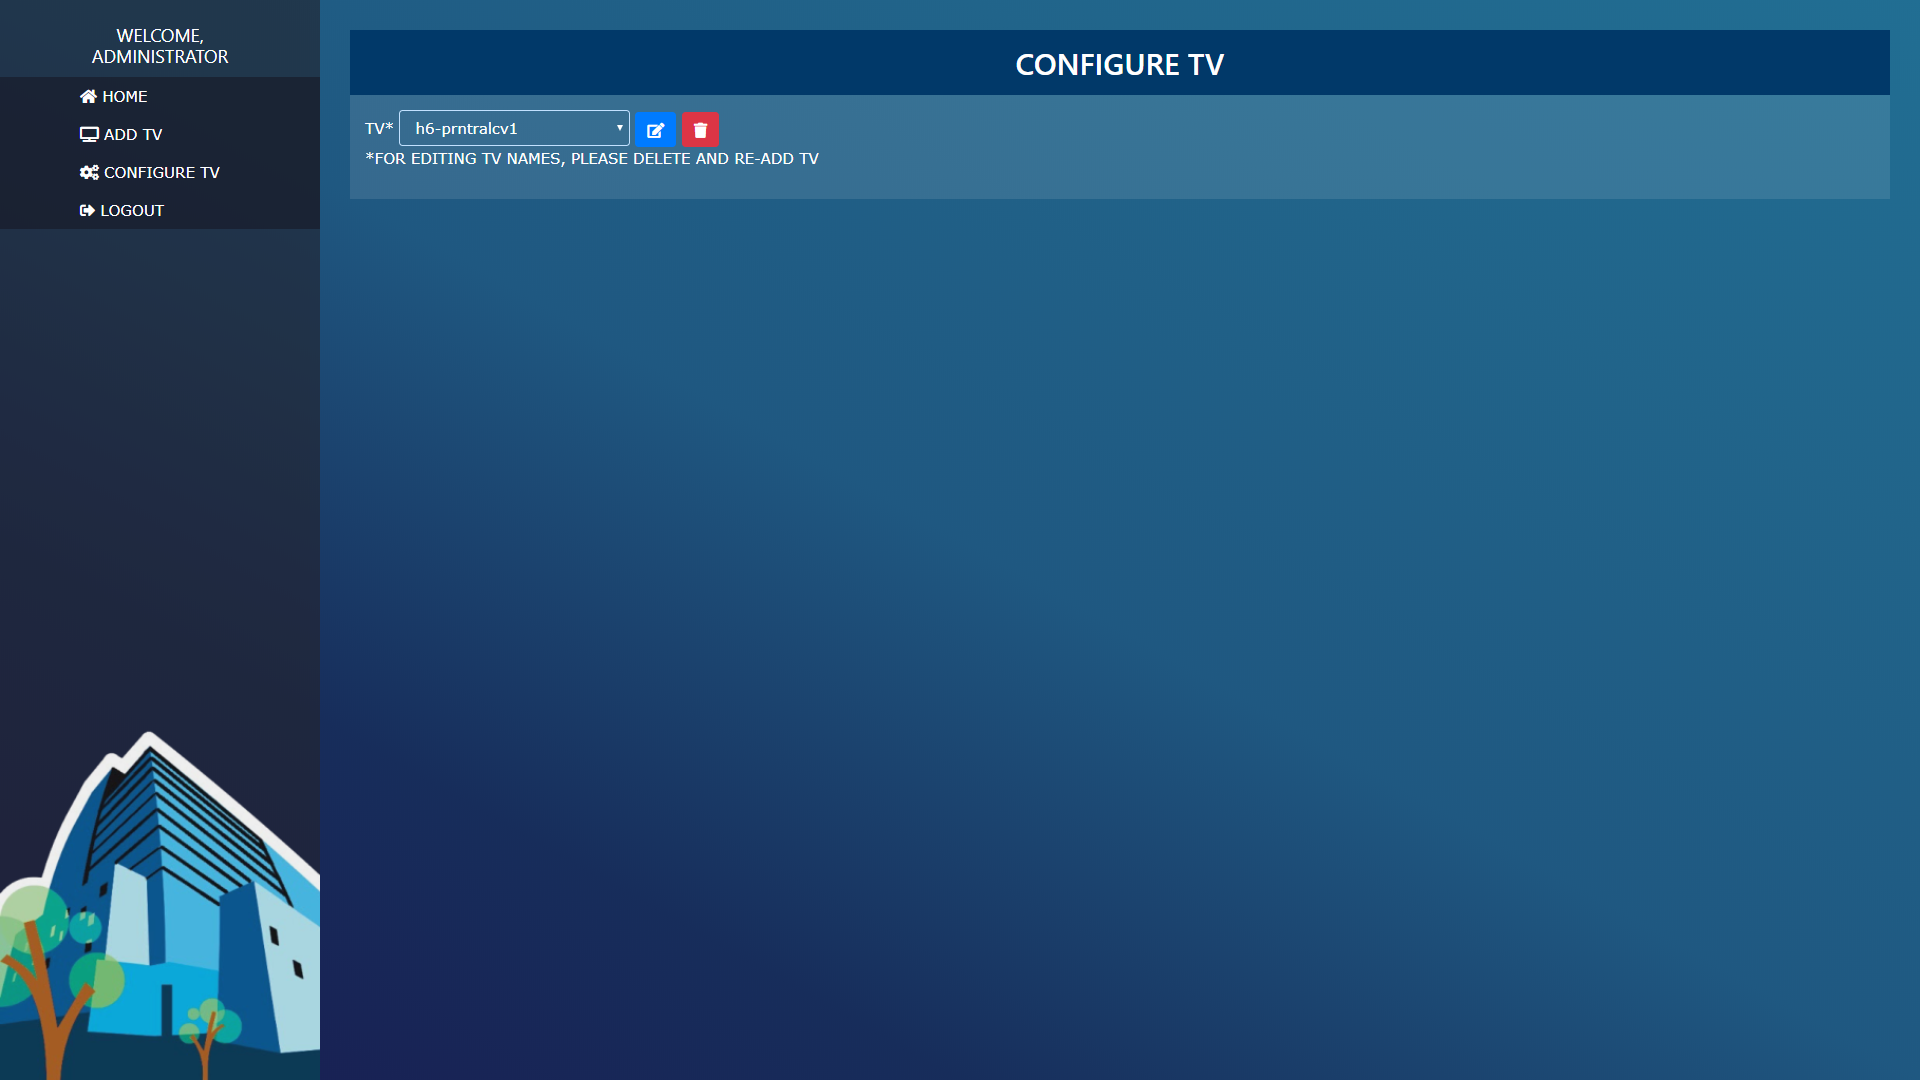 WELCOME,
ADMINISTRATOR
HOME
ADD TV
CONFIGURE TV
LOGOUT
CONFIGURE TV
TV* h6-prntralcv1
*FOR EDITING TV NAMES, PLEASE DELETE AND RE-ADD TV